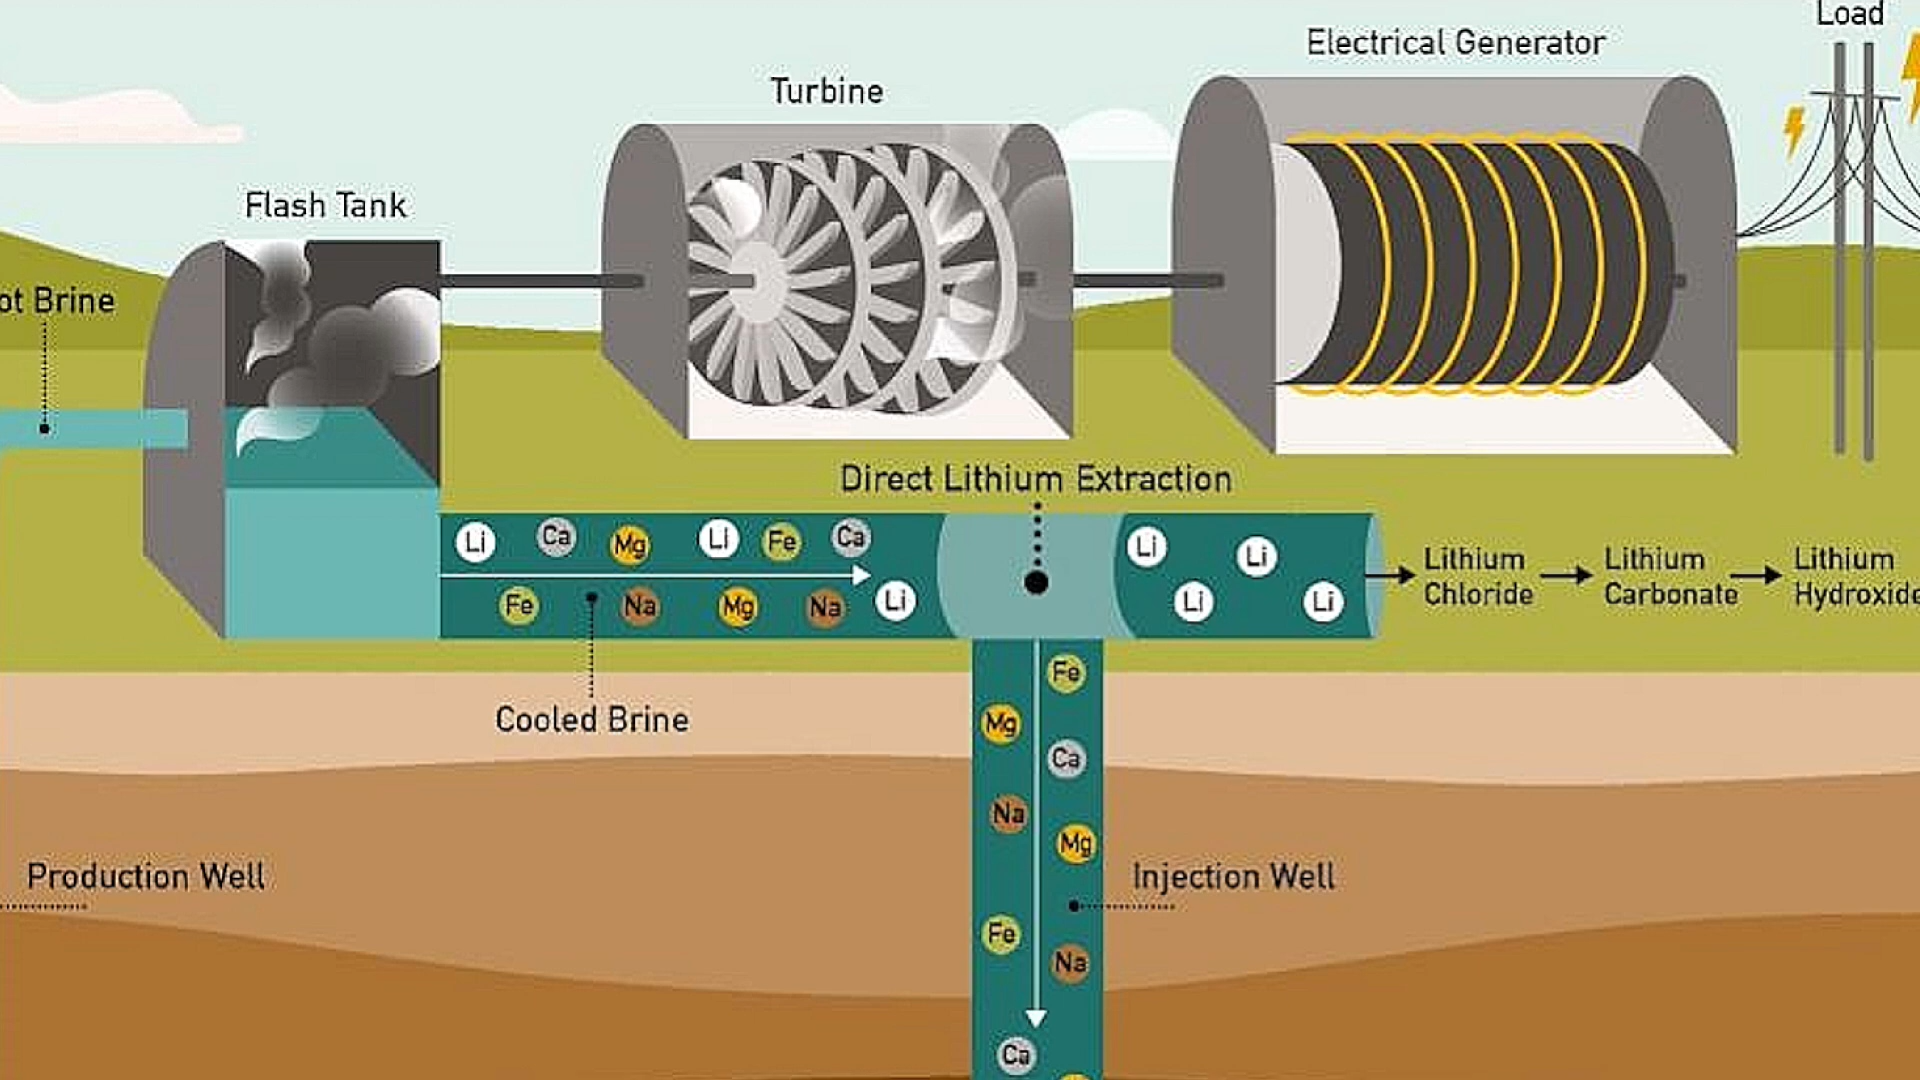 Load
Electrical Generator
Turbine
Flash Tank
ot Brine
Direct Lithium Extraction
Li Ca Mg Li Fe Ca
Fe Na Mg Na Li
Li Li
Li Li
Lithium
Chloride
Lithium
Carbonate
Lithium
Hydroxide
Cooled Brine
Fe
Mg
Ca
Na
Mg
Production Well
Injection Well
Fe
Na
Ca